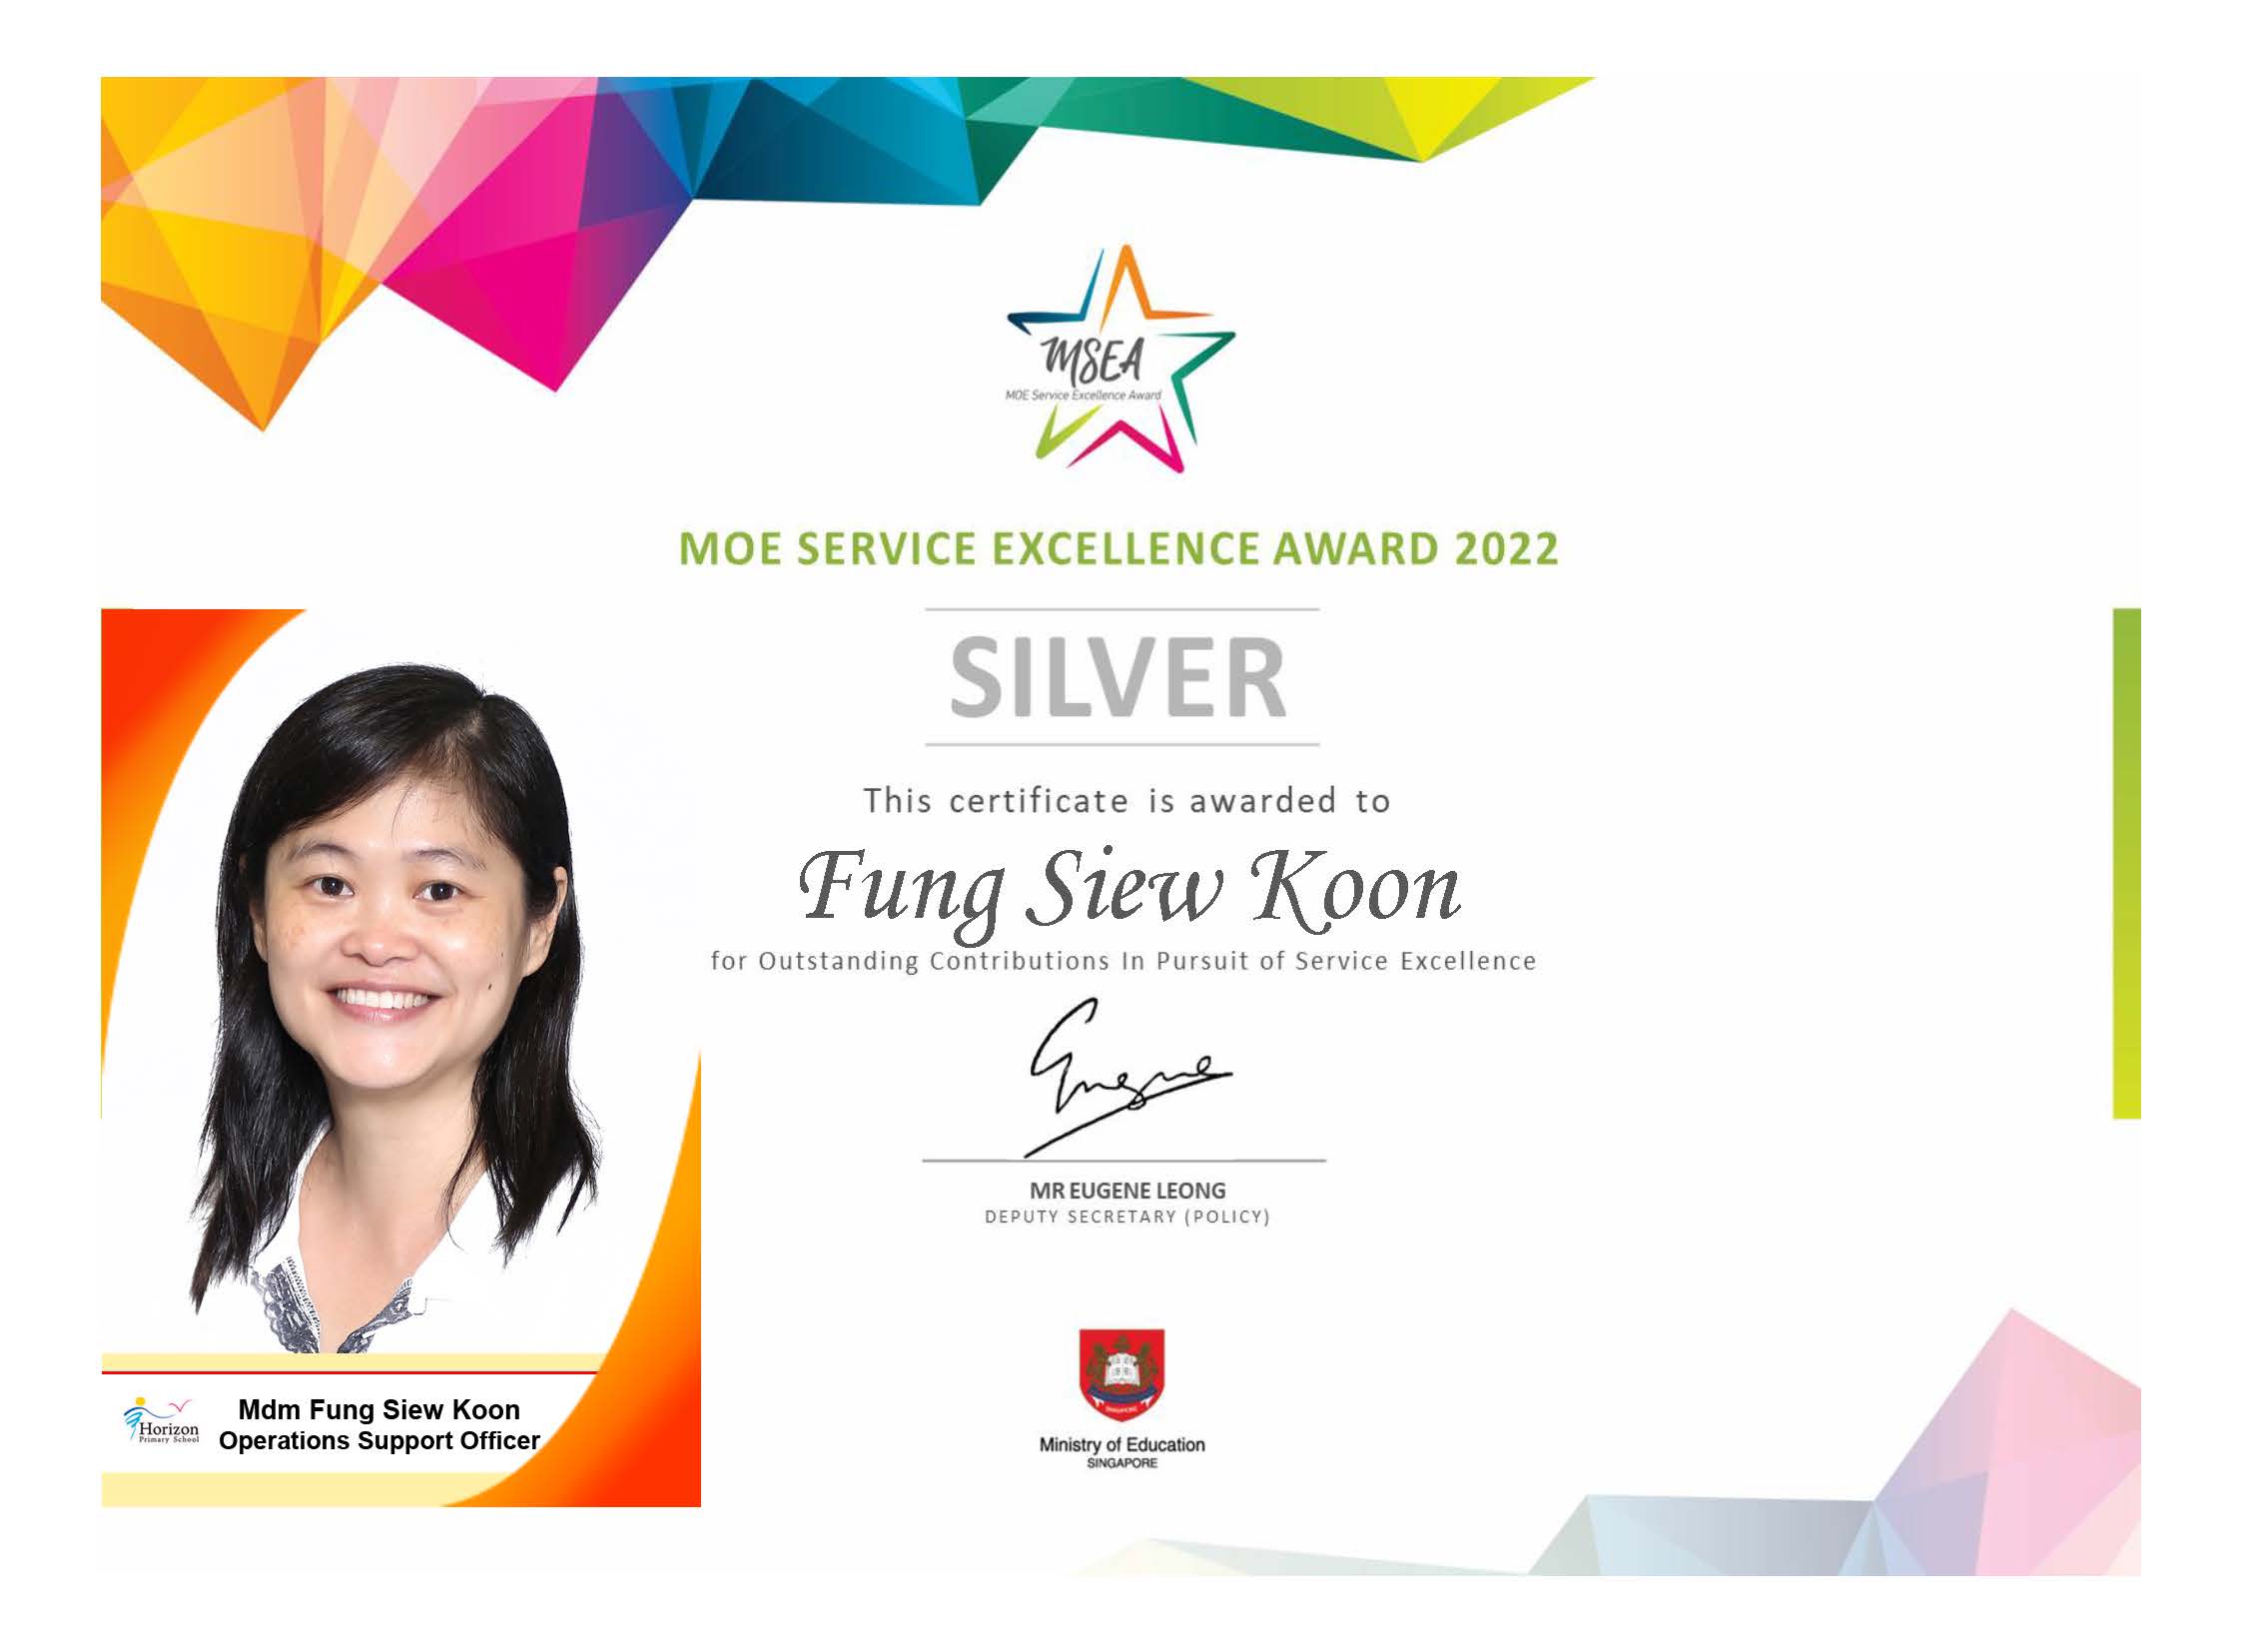 MSEA
MOE Service Excellence Award
MOE SERVICE EXCELLENCE AWARD 2022
SILVER
This certificate is awarded to
Fung Siew Koon
for Outstanding Contributions In Pursuit of Service Excellence
Eugene
MR EUGENE LEONG
DEPUTY SECRETARY (POLICY)
SINGAPORE
Ministry of Education
SINGAPORE
Horizon
Primary School
Mdm Fung Siew Koon
Operations Support Officer